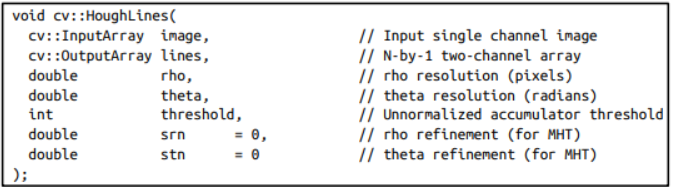 void cv::HoughLines(
  cv::InputArray  image,                  // Input single channel image
  cv::OutputArray lines,                  // N-by-1 two-channel array
  double          rho,                    // rho resolution (pixels)
  double          theta,                  // theta resolution (radians)
  int             threshold,              // Unnormalized accumulator threshold
  double          srn       = 0,          // rho refinement (for MHT)
  double          stn       = 0           // theta refinement (for MHT)
);